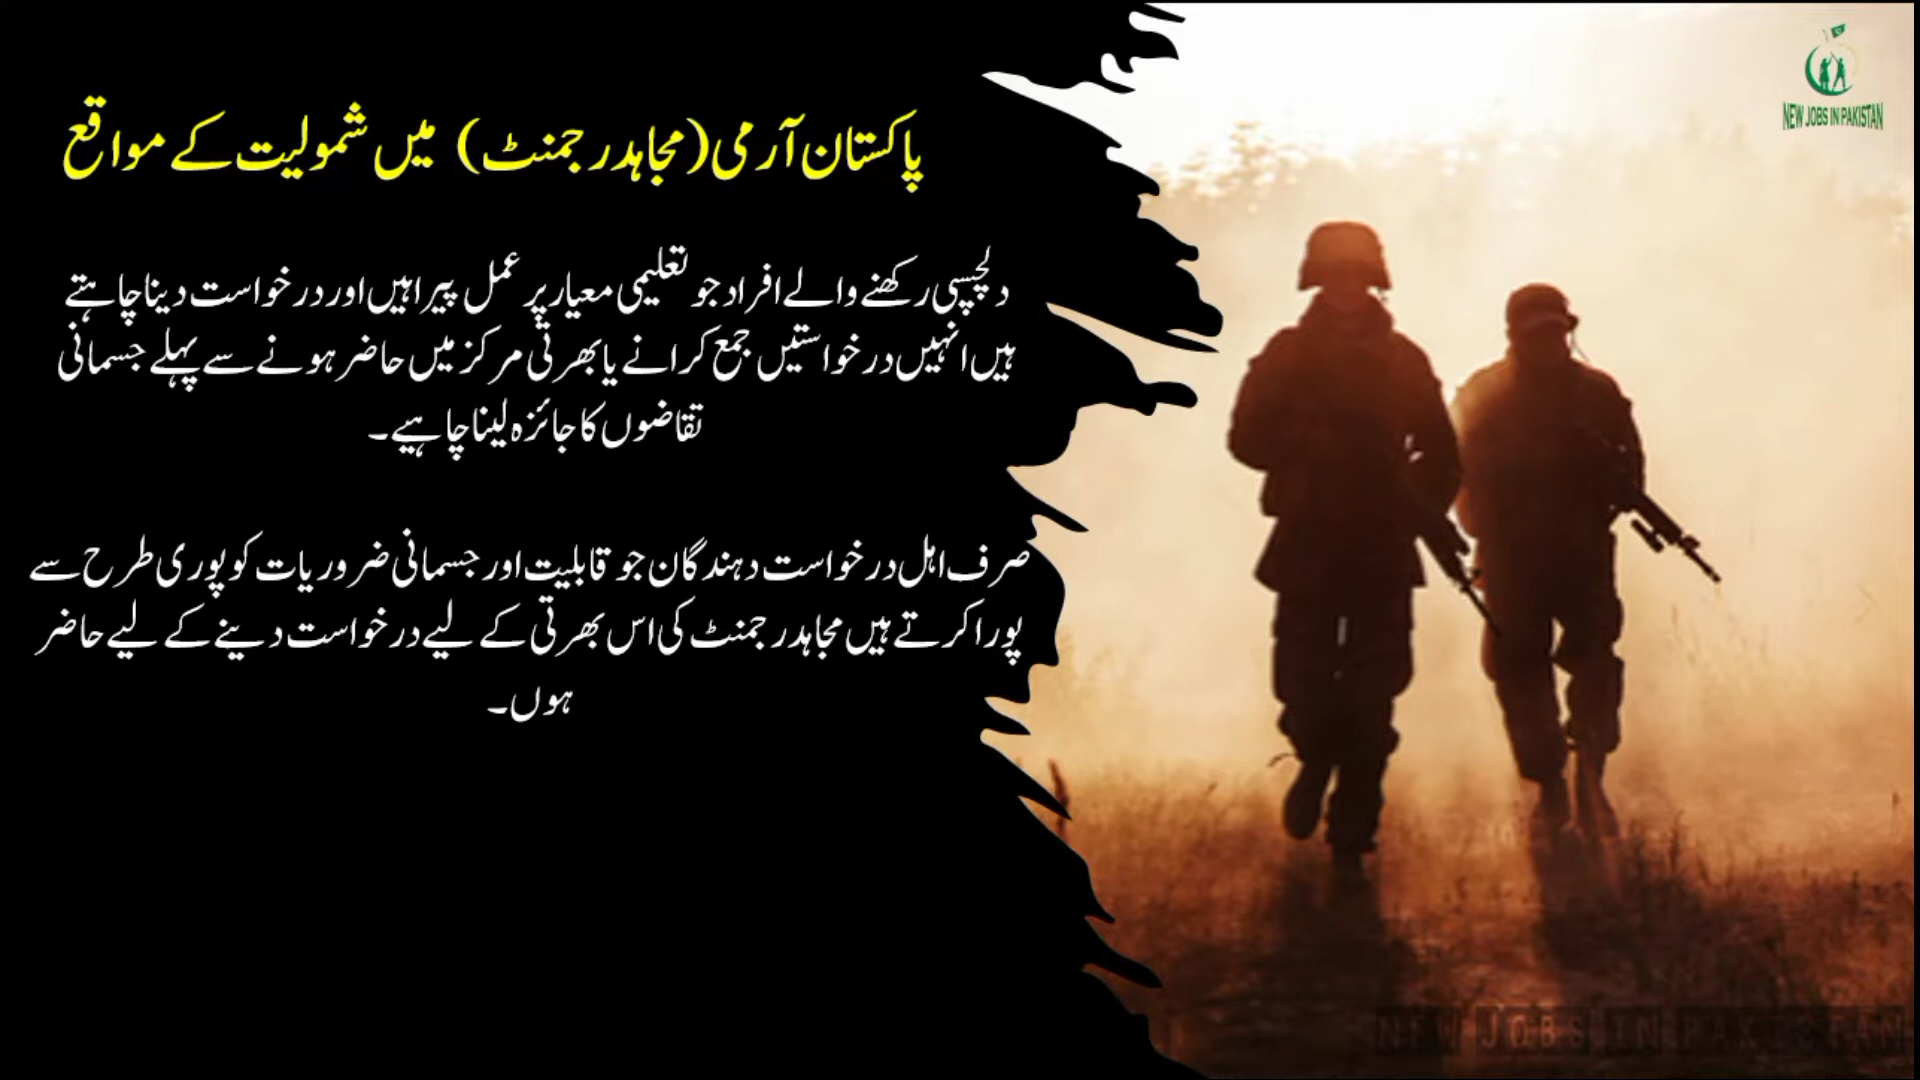 پاکستان آرمی (مجاہد رجمنٹ) میں شمولیت کے مواقع
دلچسپی رکھنے والے افراد جو تعلیمی معیار پر عمل پیرا ہیں اور درخواست دینا چاہتے
ہیں انہیں درخواستیں جمع کرانے یا بھرتی مرکز میں حاضر ہونے سے پہلے جسمانی
تقاضوں کا جائزہ لینا چاہیے۔
صرف اہل درخواست دہندگان جو قابلیت اور جسمانی ضروریات کو پوری طرح سے
پورا کرتے ہیں مجاہد رجمنٹ کی اس بھرتی کے لیے درخواست دینے کے لیے حاضر
ہوں۔
NEW JOBS IN PAKISTAN
NEW JOBS IN PAKISTAN